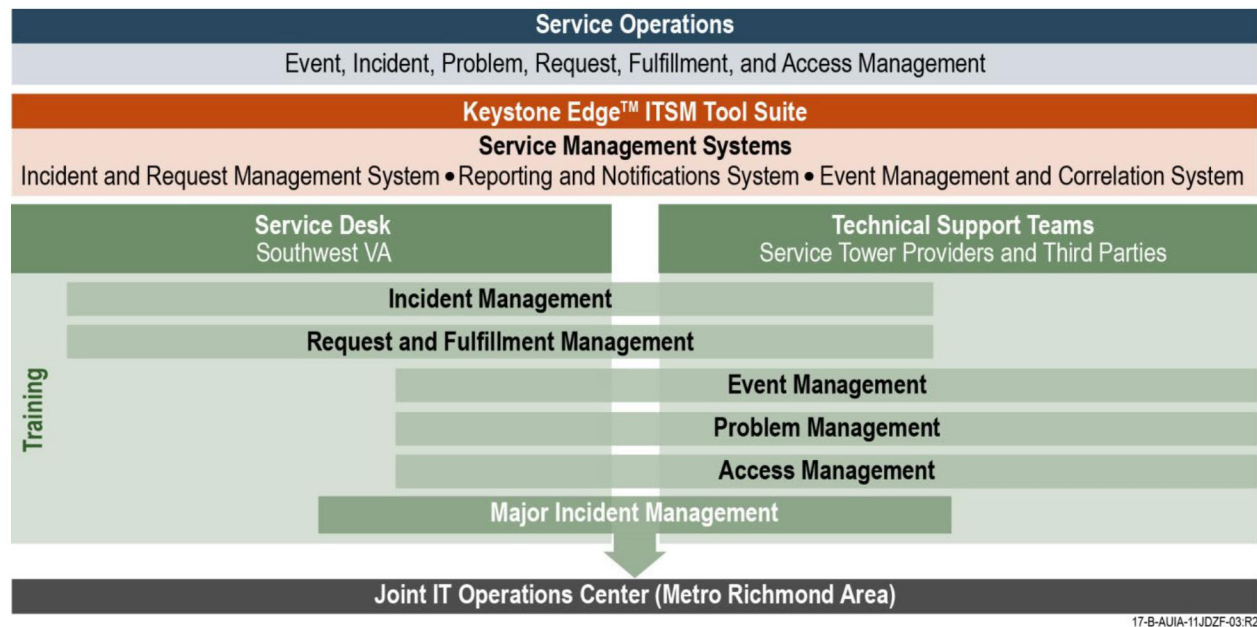 Service Operations
Event, Incident, Problem, Request, Fulfillment, and Access Management
Keystone Edge™ ITSM Tool Suite
Service Management Systems
Incident and Request Management System • Reporting and Notifications System • Event Management and Correlation System
Service Desk
Southwest VA
Technical Support Teams
Service Tower Providers and Third Parties
Training
Incident Management
Request and Fulfillment Management
Event Management
Problem Management
Access Management
Major Incident Management
Joint IT Operations Center (Metro Richmond Area)
17-B-AUIA-11JDZF-03:R2